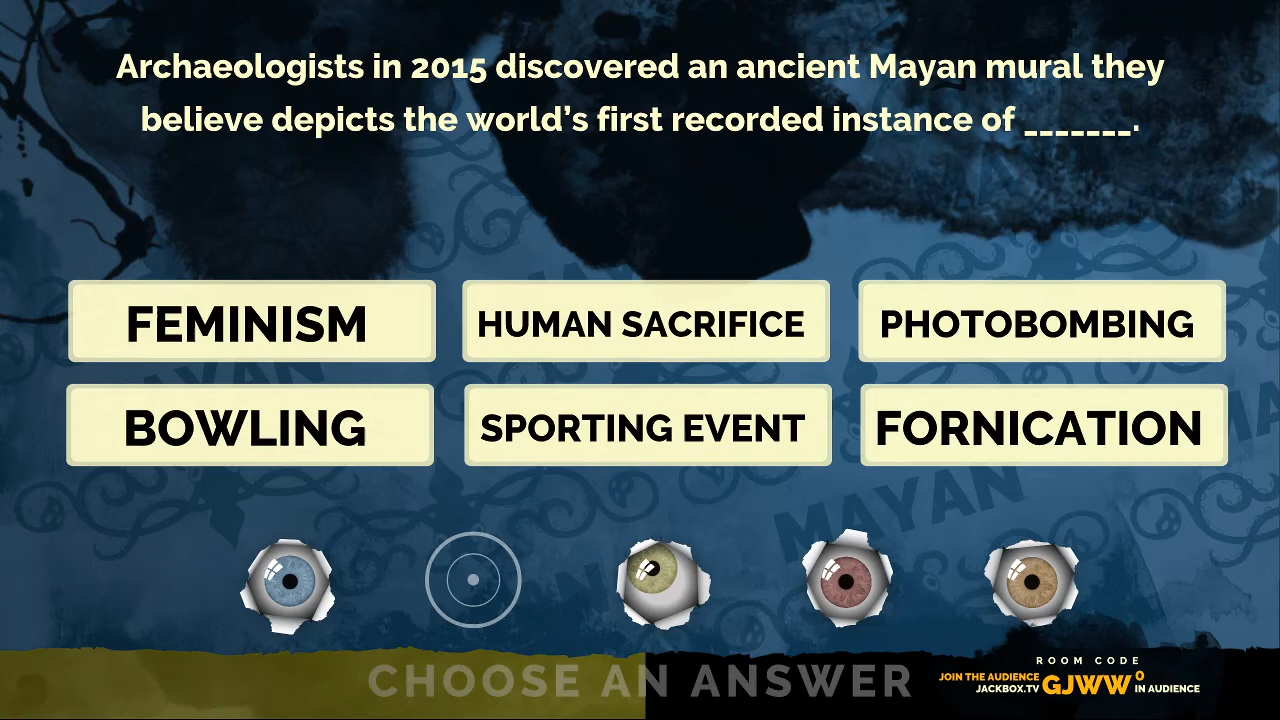 Archaeologists in 2015 discovered an ancient Mayan mural they
believe depicts the world’s first recorded instance of _______.
FEMINISM
HUMAN SACRIFICE
PHOTOBOMBING
BOWLING
SPORTING EVENT
FORNICATION
MAYAN
CHOOSE AN ANSWER
ROOM CODE
JOIN THE AUDIENCE
JACKBOX.TV
GJWW
0
IN AUDIENCE